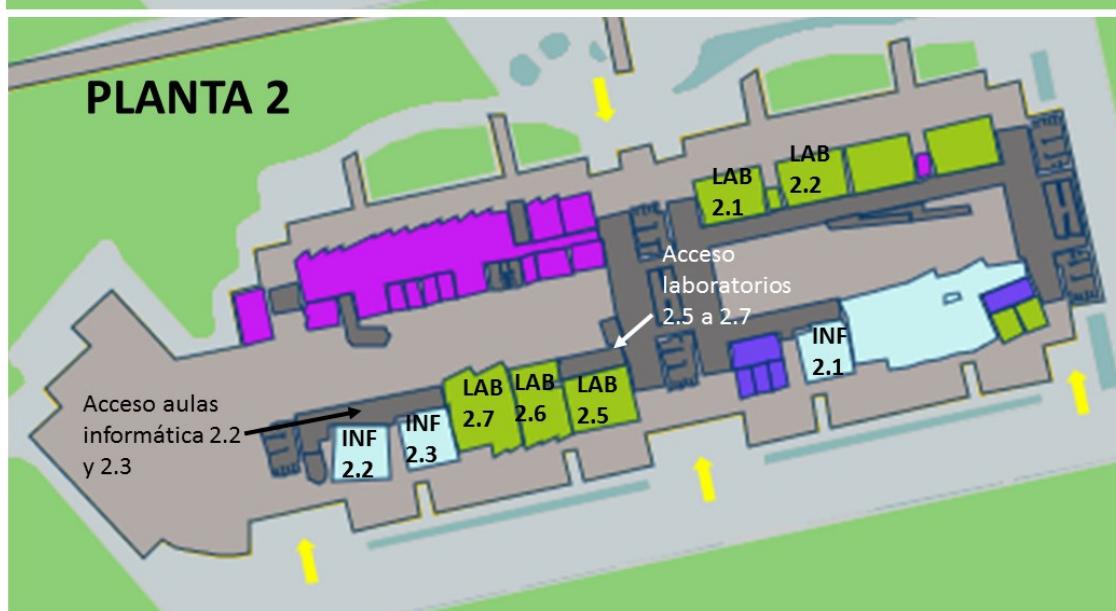 PLANTA 2
LAB
2.1
LAB
2.2
Acceso
laboratorios
2.5 a 2.7
INF
2.1
LAB
2.5
LAB
2.6
LAB
2.7
INF
2.3
INF
2.2
Acceso aulas
informática 2.2
y 2.3